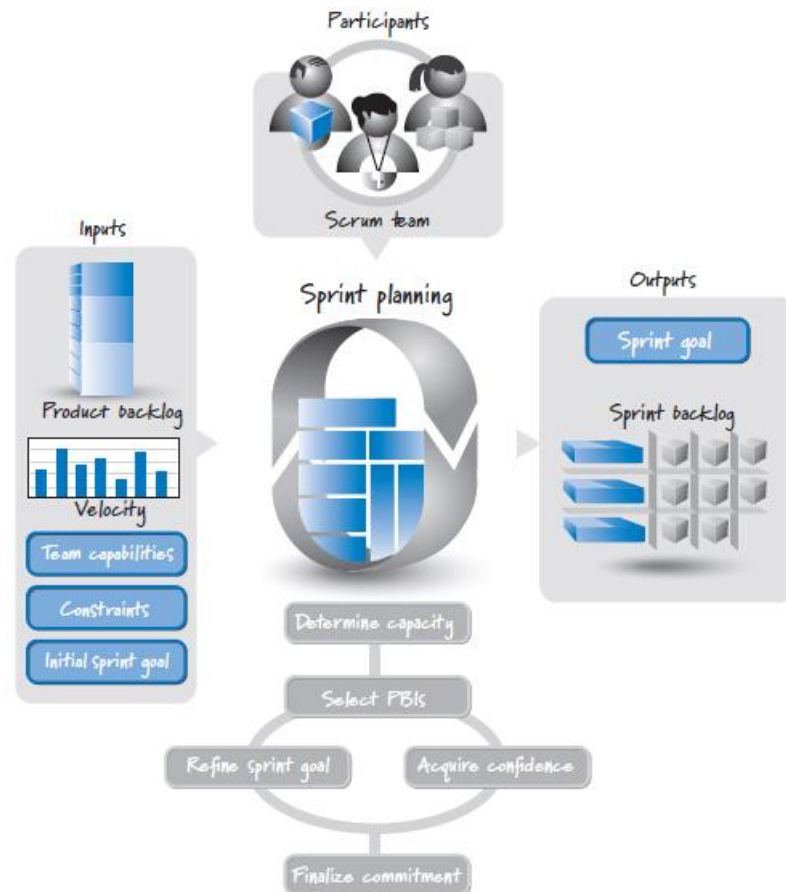 Participants
Scrum team
Inputs
Product backlog
Velocity
Team capabilities
Constraints
Initial sprint goal
Sprint planning
Outputs
Sprint goal
Sprint backlog
Determine capacity
Select PBIs
Refine sprint goal
Acquire confidence
Finalize commitment